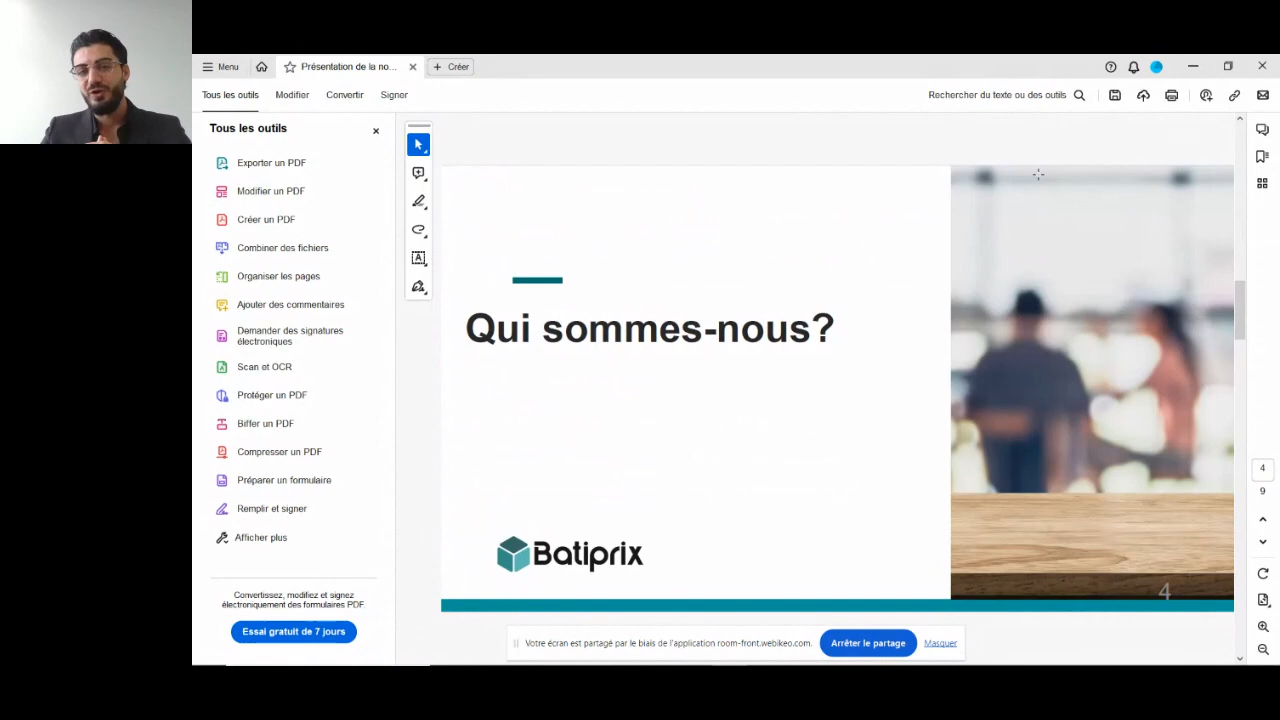 Menu
Présentation de la no...
Créer
Tous les outils
Modifier
Convertir
Signer
Rechercher du texte ou des outils
Tous les outils
Exporter un PDF
Modifier un PDF
Créer un PDF
Combiner des fichiers
Organiser les pages
Ajouter des commentaires
Demander des signatures
électroniques
Scan et OCR
Protéger un PDF
Biffer un PDF
Compresser un PDF
Préparer un formulaire
Remplir et signer
Afficher plus
Convertissez, modifiez et signez
électroniquement des formulaires PDF.
Essai gratuit de 7 jours
Qui sommes-nous?
Batiprix
4
4
9
Votre écran est partagé par le biais de l'application room-front.webikeo.com.
Arrêter le partage
Masquer